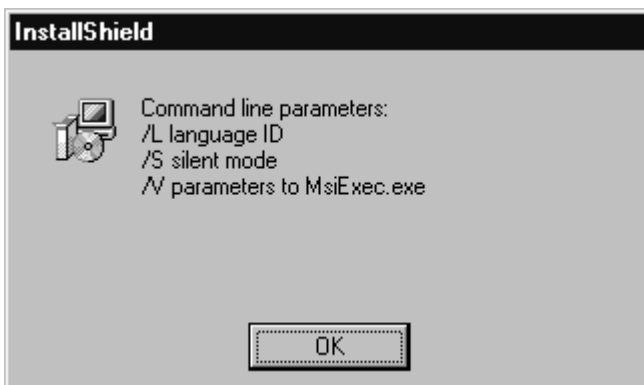 InstallShield
Command line parameters:
/L language ID
/S silent mode
/V parameters to MsiExec.exe
OK